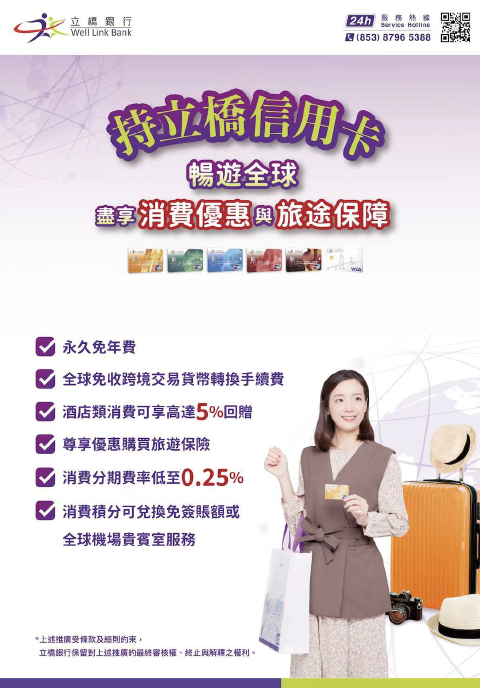 立橋銀行
Well Link Bank
24h 服務熱線
Service Hotline
(853) 8796 5388
持立橋信用卡
暢遊全球
盡享消費優惠與旅途保障
VISA
永久免年費
全球免收跨境交易貨幣轉換手續費
酒店類消費可享高達5%回贈
尊享優惠購買旅遊保險
消費分期費率低至0.25%
消費積分可兌換免簽賬額或
全球機場貴賓室服務
*上述推廣受條款及細則約束，
立橋銀行保留對上述推廣的最終審核權、終止與解釋之權利。